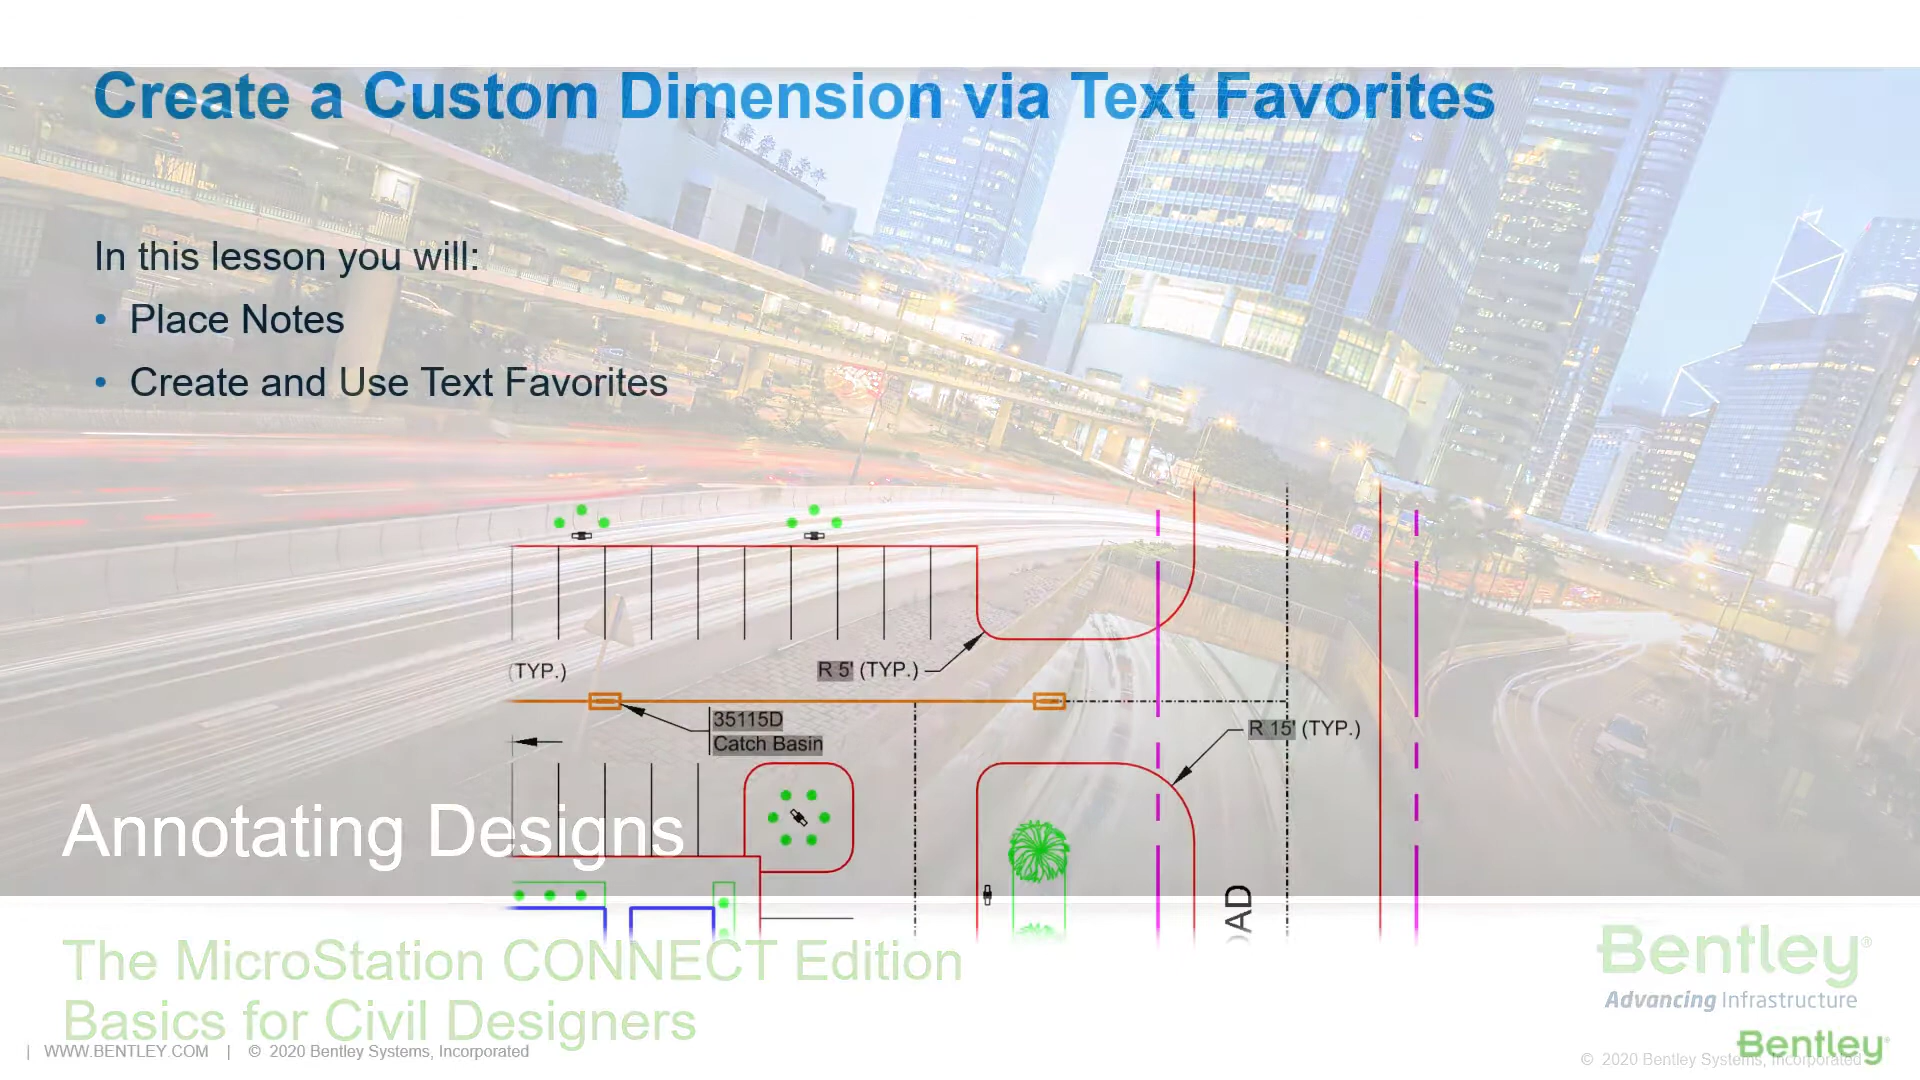 Create a Custom Dimension via Text Favorites
In this lesson you will:
• Place Notes
• Create and Use Text Favorites
(TYP.)
R 5' (TYP.)
35115D
Catch Basin
R 15' (TYP.)
Annotating Designs
AD
The MicroStation CONNECT Edition
Basics for Civil Designers
Bentley®
Advancing Infrastructure
| WWW.BENTLEY.COM | © 2020 Bentley Systems, Incorporated
© 2020 Bentley Systems, Incorporated
Bentley®